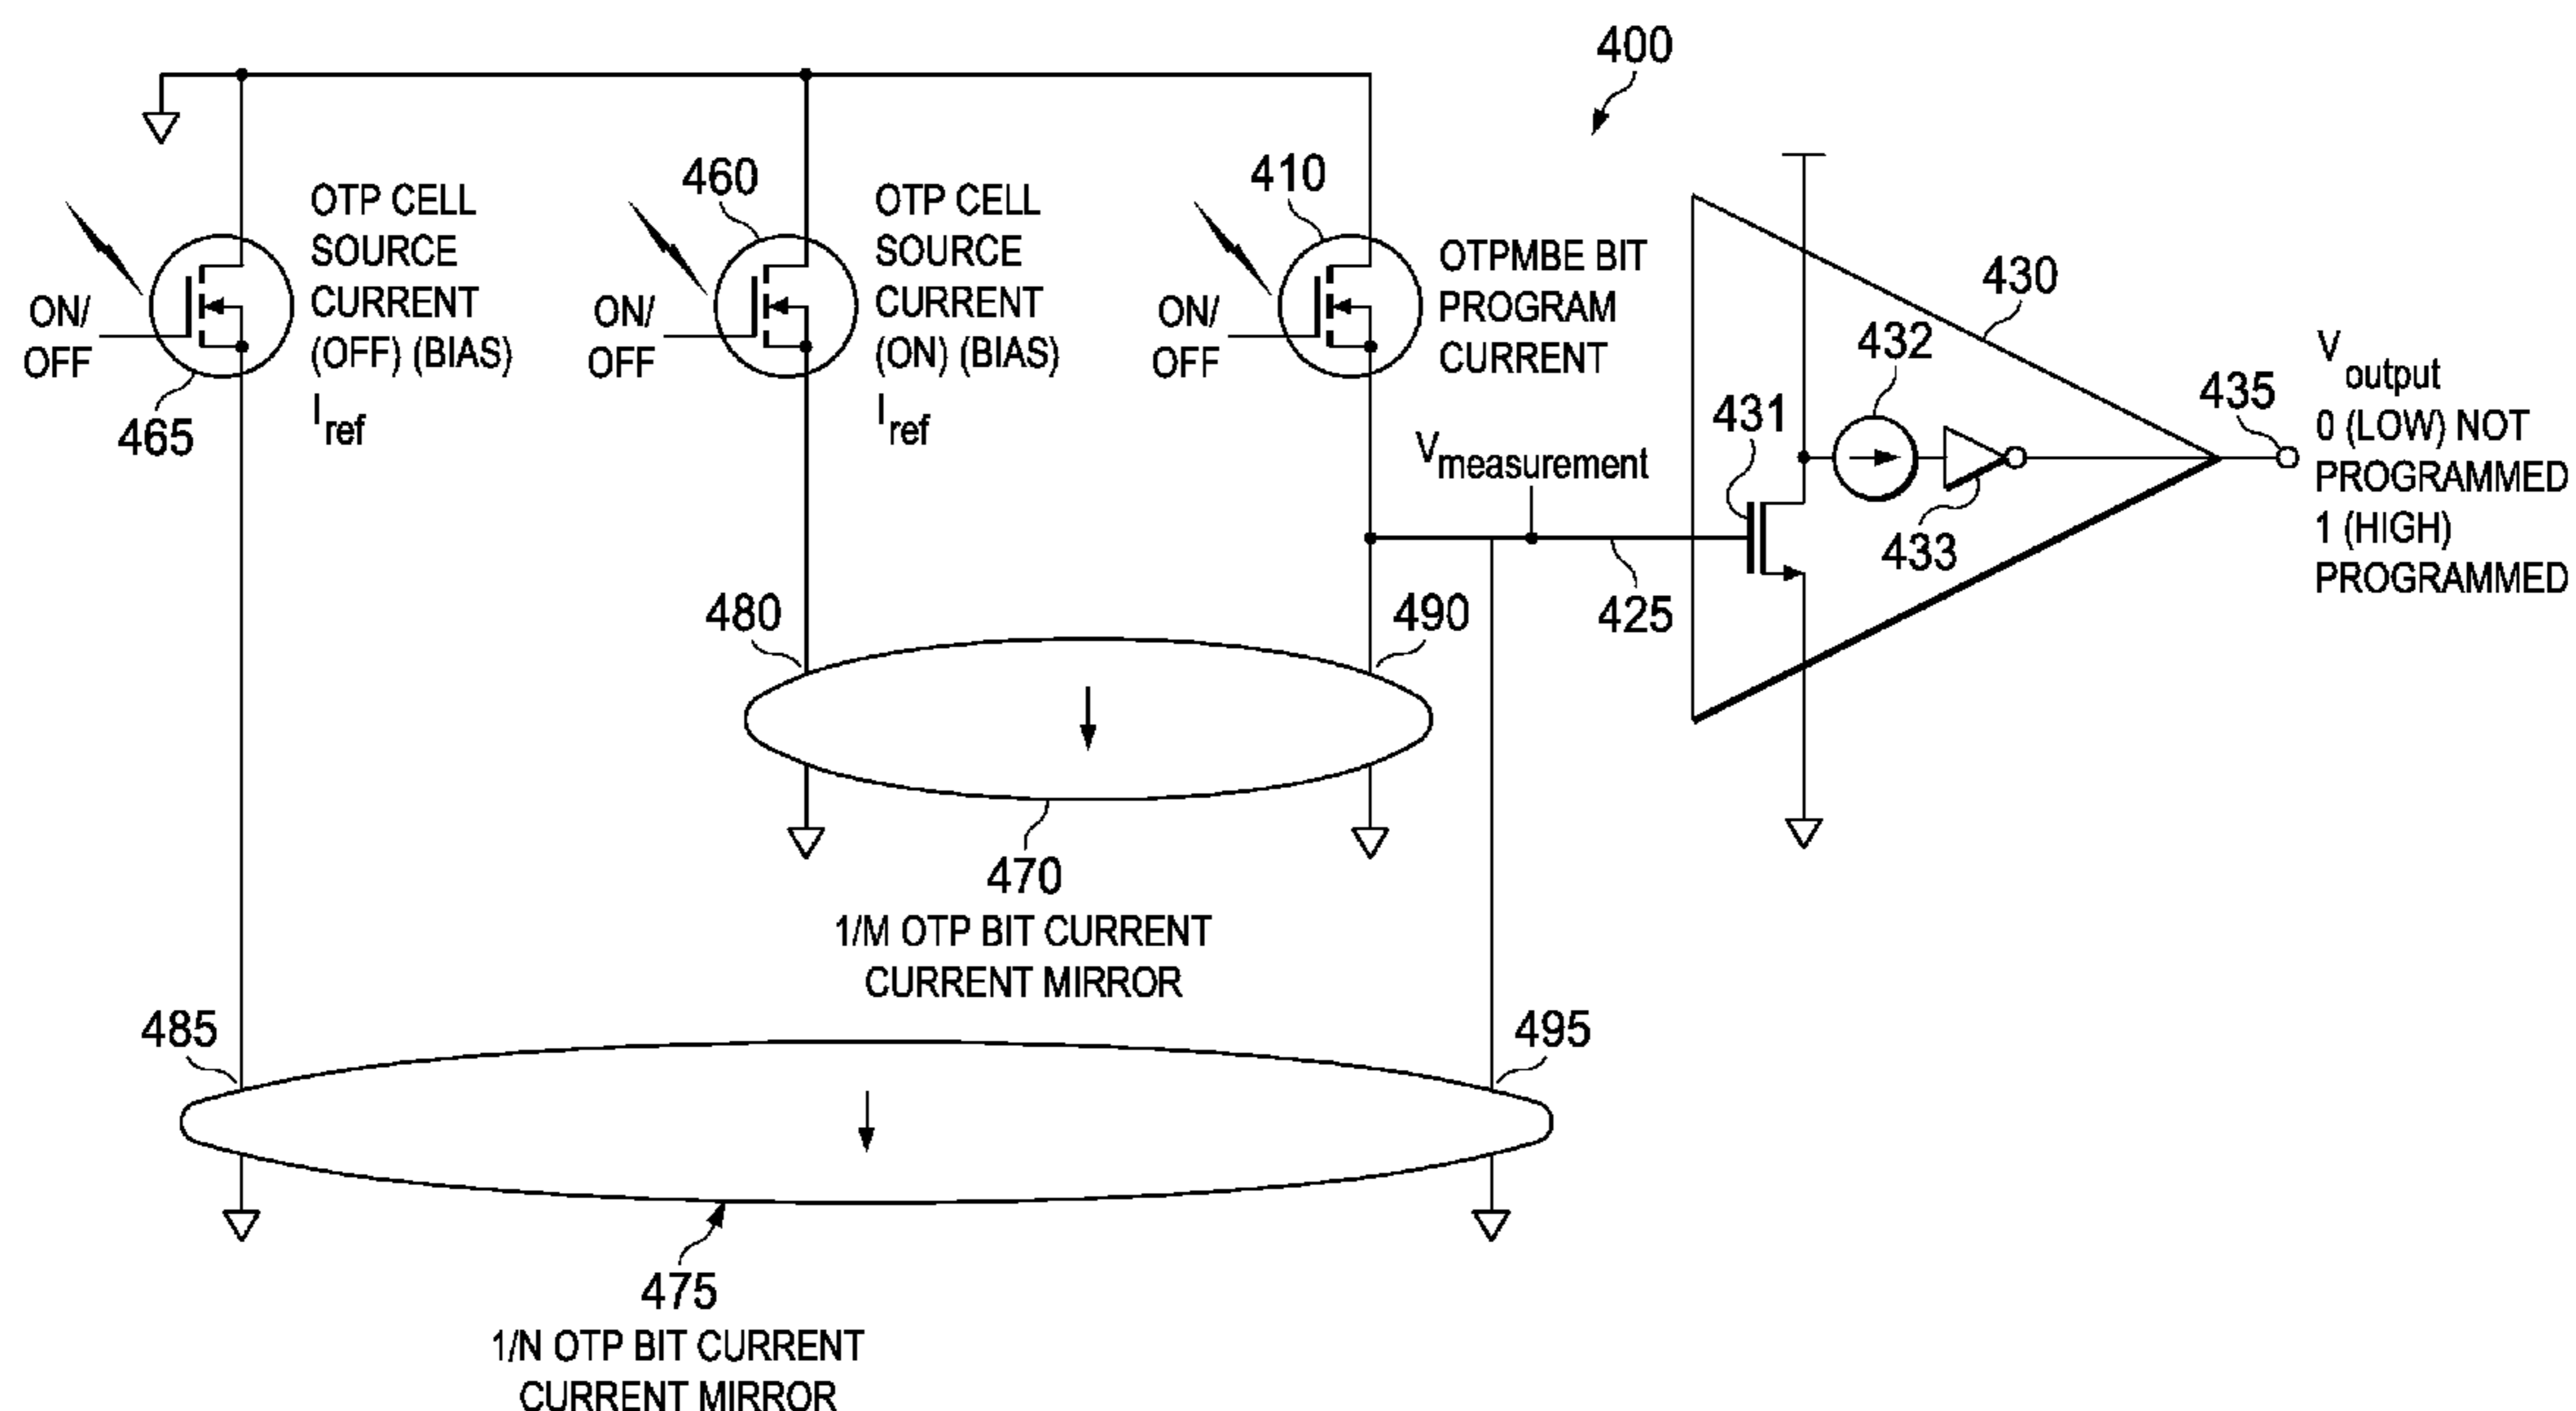 400
460
410
OTP CELL
SOURCE
CURRENT
(OFF) (BIAS)
I ref
ON/
OFF
465
OTP CELL
SOURCE
CURRENT
(ON) (BIAS)
I ref
ON/
OFF
OTPMBE BIT
PROGRAM
CURRENT
ON/
OFF
430
432
431
433
435
V output
0 (LOW) NOT
PROGRAMMED
1 (HIGH)
PROGRAMMED
V measurement
425
480
490
470
1/M OTP BIT CURRENT
CURRENT MIRROR
485
495
475
1/N OTP BIT CURRENT
CURRENT MIRROR